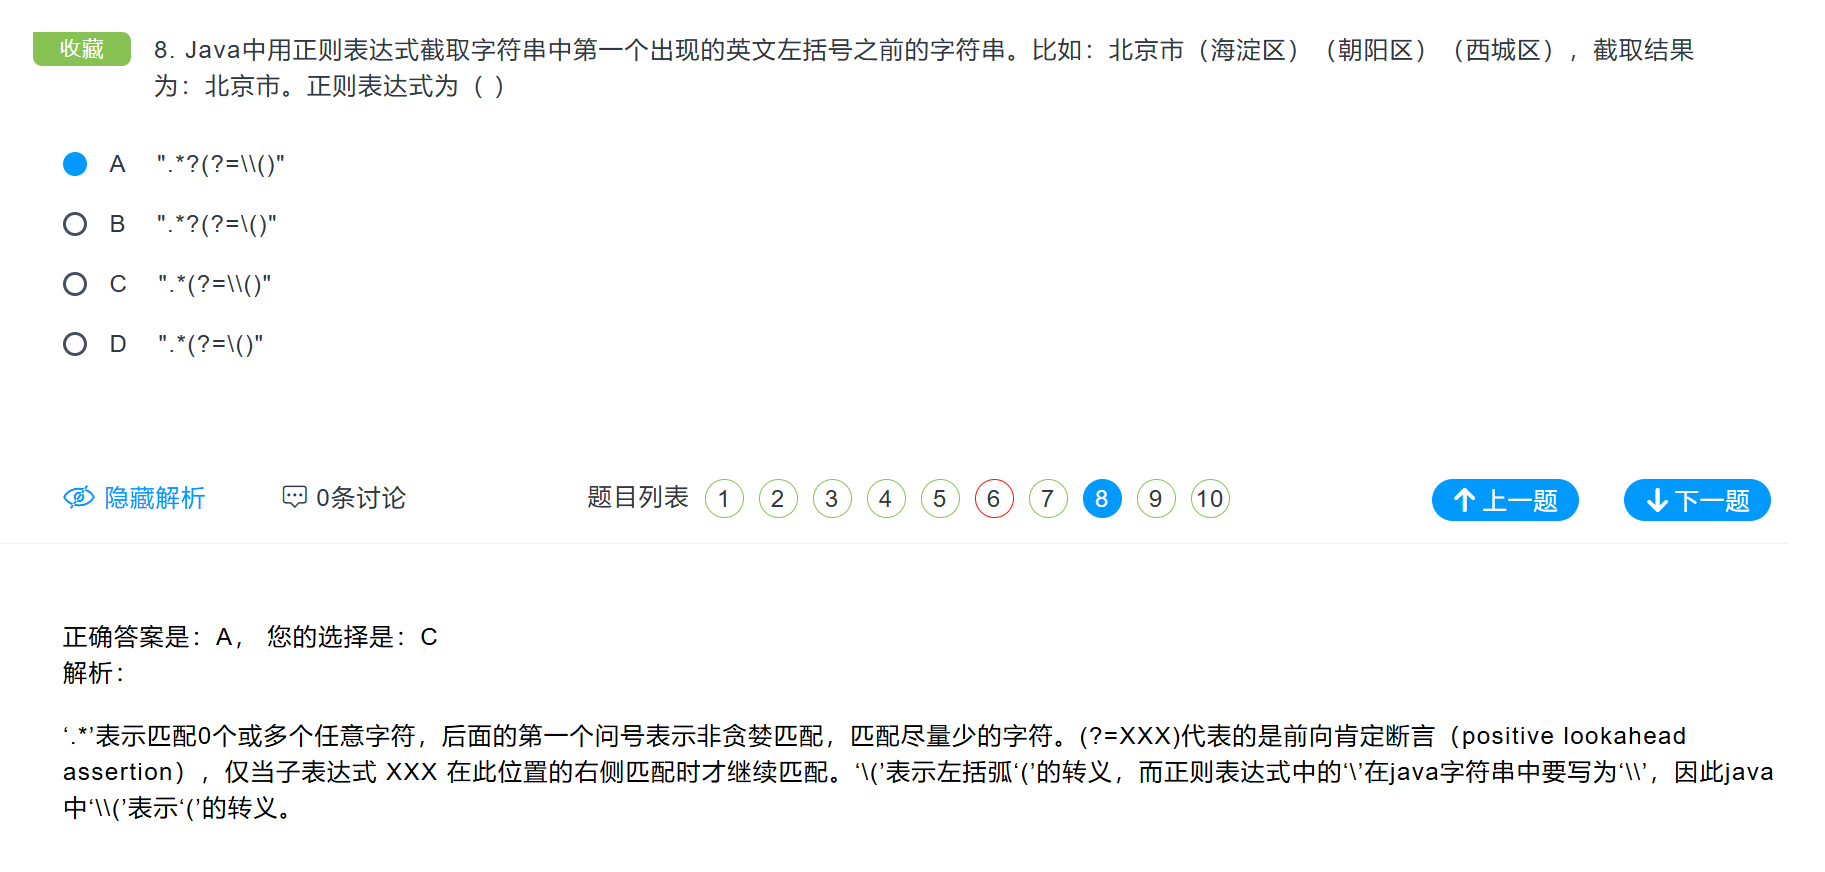 收藏
8. Java中用正则表达式截取字符串中第一个出现的英文左括号之前的字符串。比如：北京市（海淀区）（朝阳区）（西城区），截取结果
为：北京市。正则表达式为（ ）
A ".*?(?=\\()"
B ".*?(?=\()"
C ".*(?=\\()"
D ".*(?=\()"
隐藏解析 0条讨论 题目列表 1 2 3 4 5 6 7 8 9 10 上一题 下一题
正确答案是：A， 您的选择是：C
解析：
‘.*’表示匹配0个或多个任意字符，后面的第一个问号表示非贪婪匹配，匹配尽量少的字符。(?=XXX)代表的是前向肯定断言（positive lookahead
assertion），仅当子表达式 XXX 在此位置的右侧匹配时才继续匹配。‘\(’表示左括弧‘(’的转义，而正则表达式中的‘\’在java字符串中要写为‘\\’，因此java
中‘\\(’表示‘(’的转义。